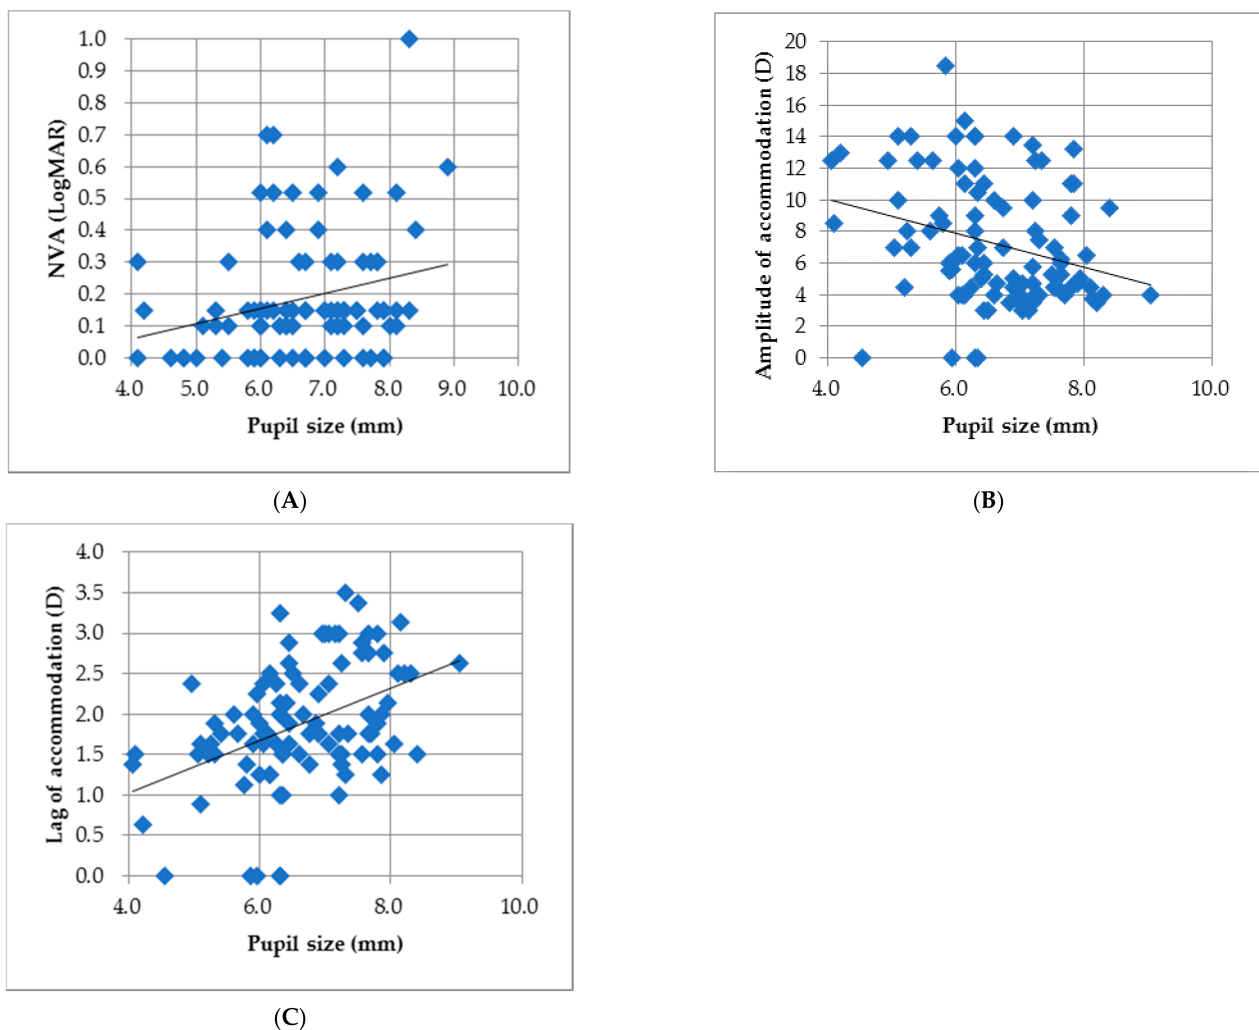 1.0
0.9
0.8
0.7
0.6
0.5
0.4
0.3
0.2
0.1
0.0
NVA (LogMAR)
4.0 5.0 6.0 7.0 8.0 9.0 10.0
Pupil size (mm)
(A)
20
18
16
14
12
10
8
6
4
2
0
Amplitude of accommodation (D)
4.0 6.0 8.0 10.0
Pupil size (mm)
(B)
4.0
3.5
3.0
2.5
2.0
1.5
1.0
0.5
0.0
Lag of accommodation (D)
4.0 6.0 8.0 10.0
Pupil size (mm)
(C)